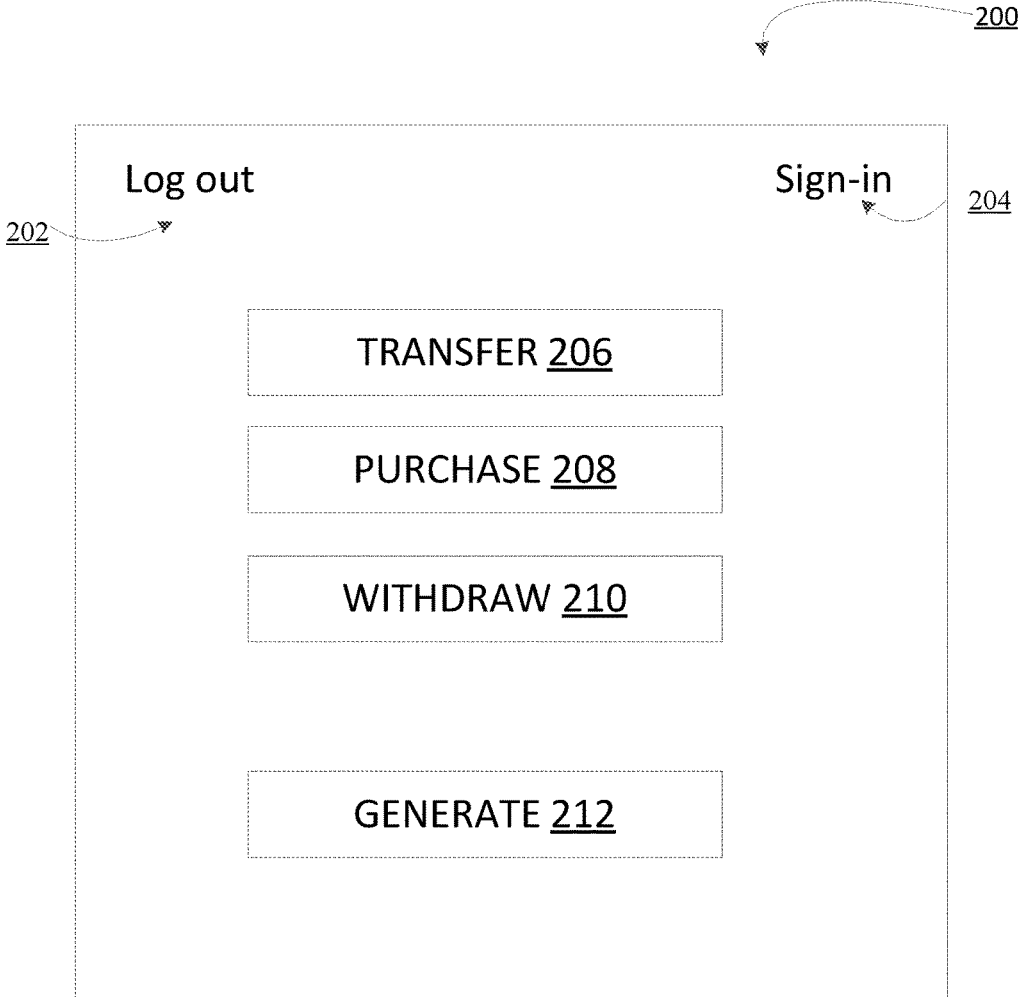 200
Log out
Sign-in
204
202
TRANSFER 206
PURCHASE 208
WITHDRAW 210
GENERATE 212